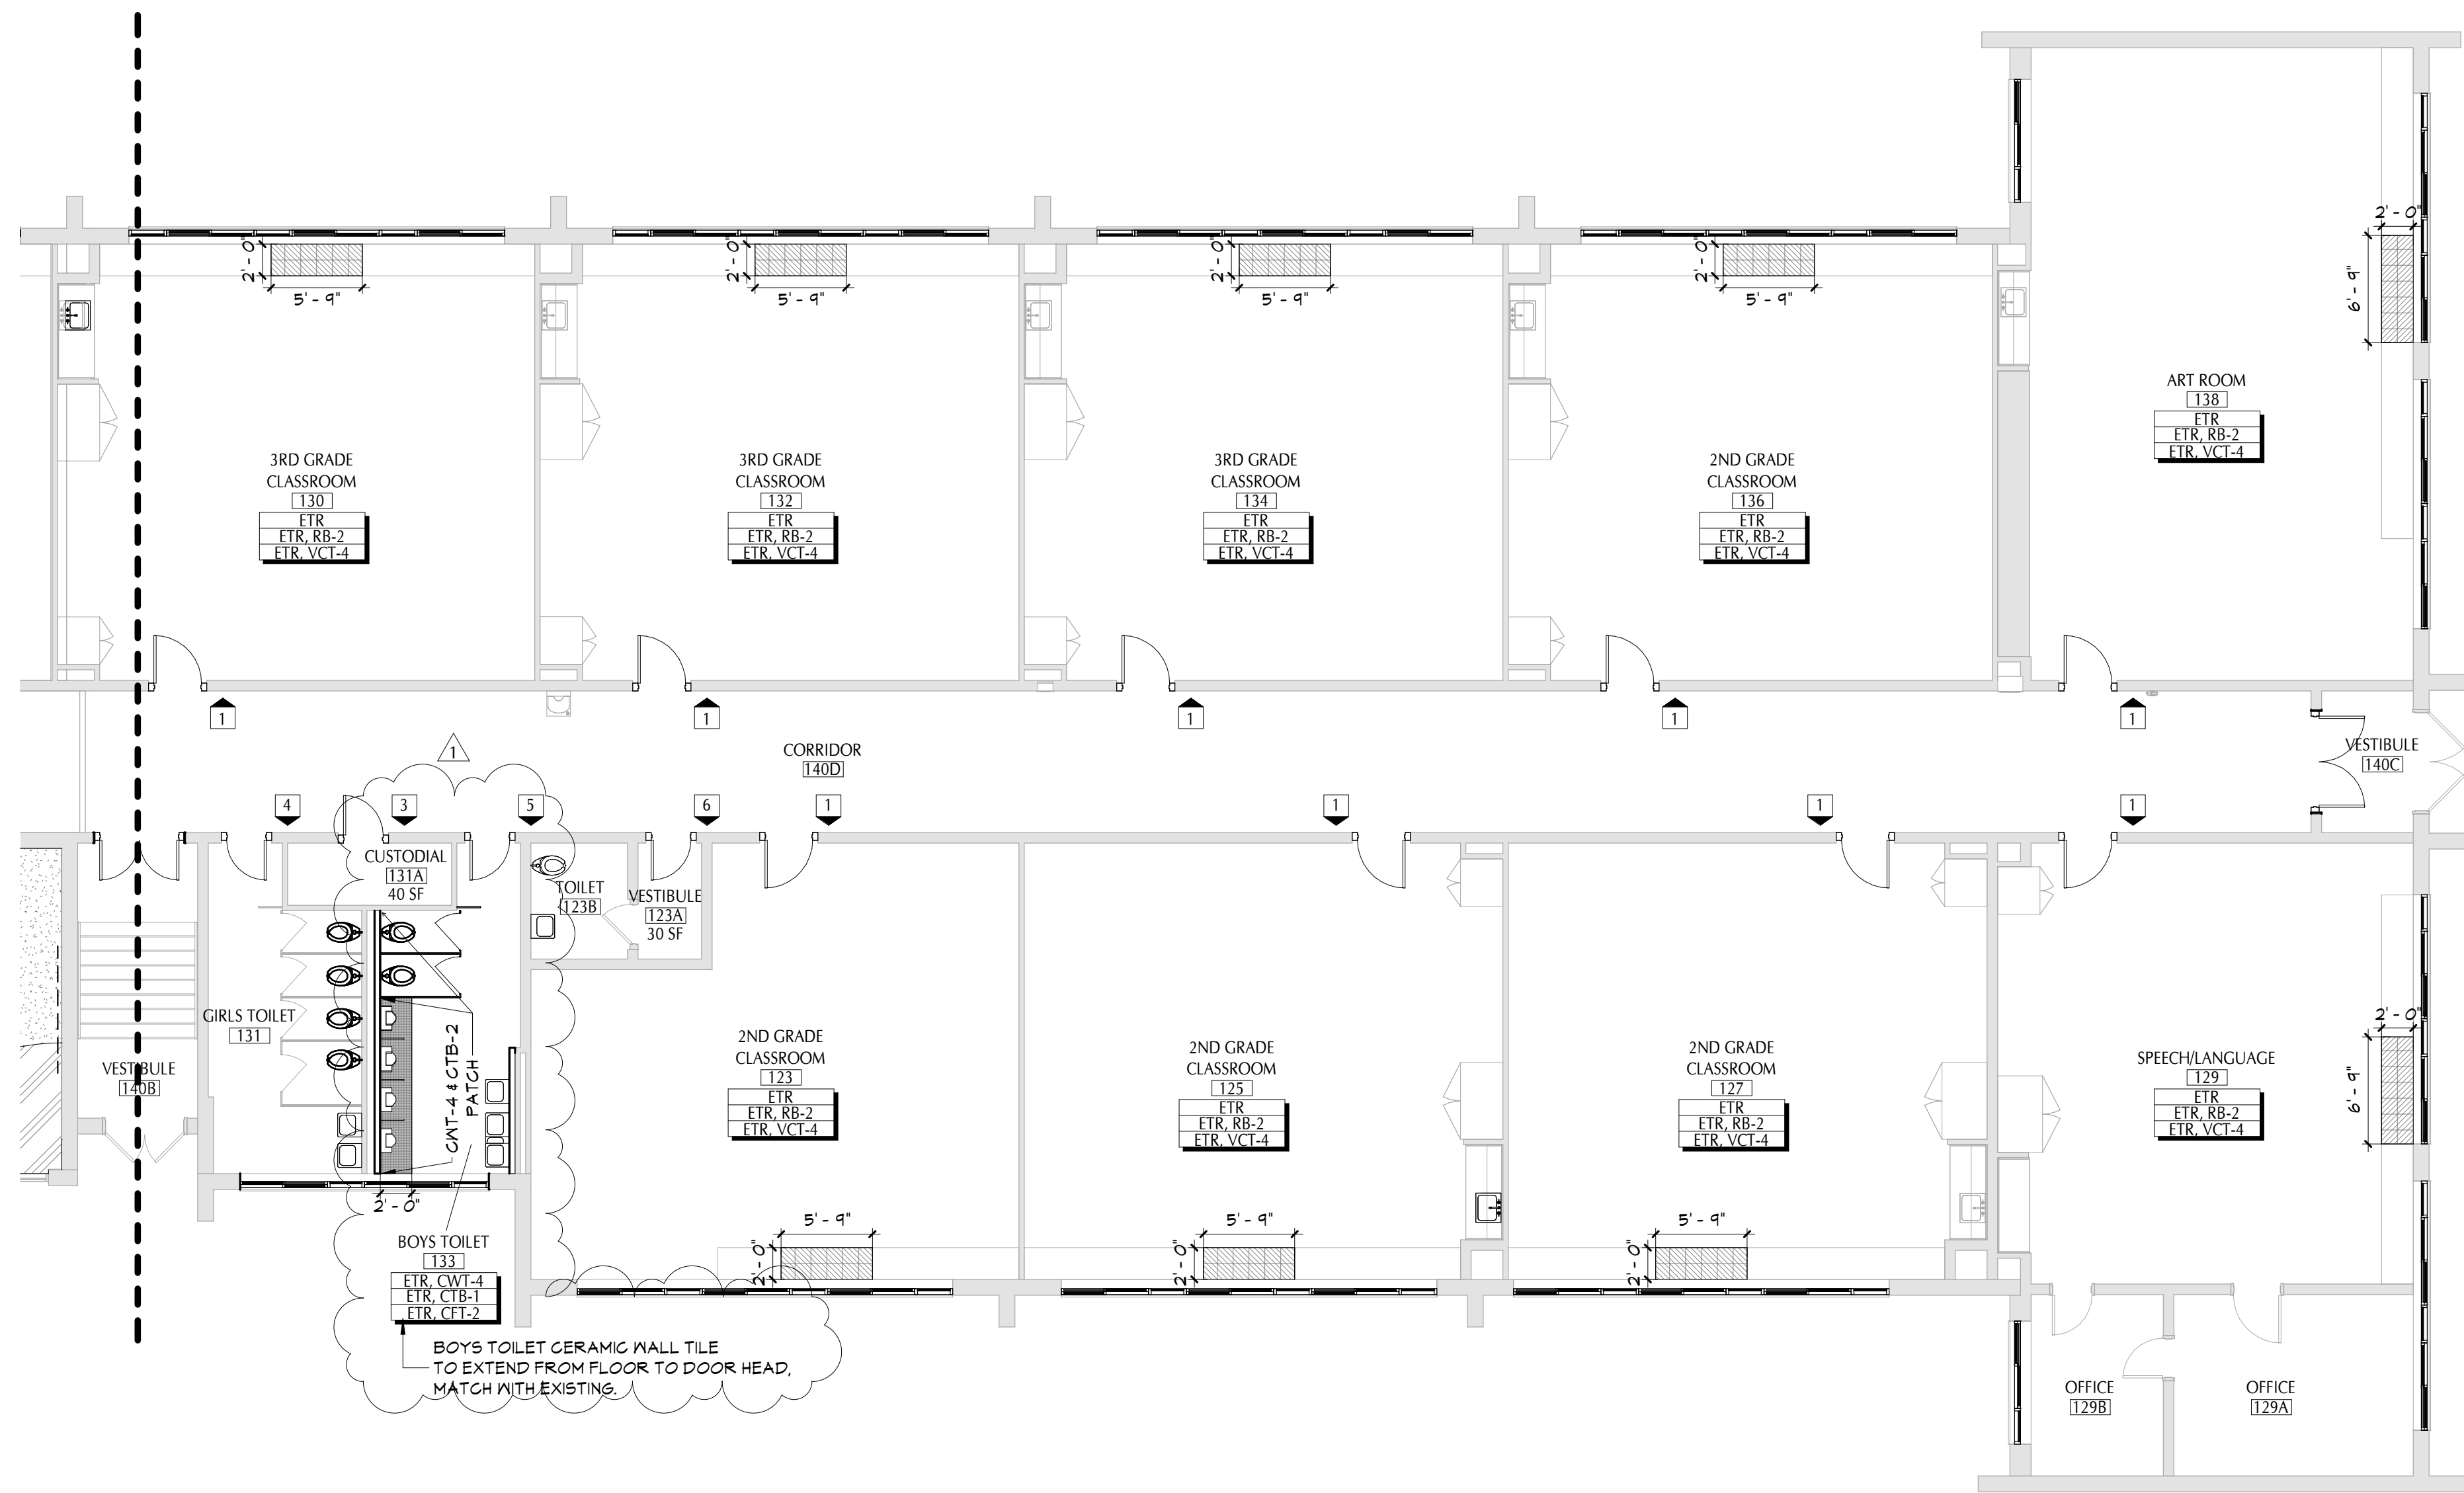 2'-0"
6'-9"
2'-0"
5'-9"
2'-0"
5'-9"
2'-0"
5'-9"
2'-0"
5'-9"
ART ROOM
138
ETR
ETR, RB-2
ETR, VCT-4
3RD GRADE
CLASSROOM
130
ETR
ETR, RB-2
ETR, VCT-4
3RD GRADE
CLASSROOM
132
ETR
ETR, RB-2
ETR, VCT-4
3RD GRADE
CLASSROOM
134
ETR
ETR, RB-2
ETR, VCT-4
2ND GRADE
CLASSROOM
136
ETR
ETR, RB-2
ETR, VCT-4
1
1
1
1
1
1
CORRIDOR
140D
VESTIBULE
140C
4
3
5
6
1
1
1
1
CUSTODIAL
131A
40 SF
TOILET
123B
VESTIBULE
123A
30 SF
GIRLS TOILET
131
VESTIBULE
140B
CWT-4 & CTB-2
PATCH
2'-0"
2ND GRADE
CLASSROOM
123
ETR
ETR, RB-2
ETR, VCT-4
2ND GRADE
CLASSROOM
125
ETR
ETR, RB-2
ETR, VCT-4
2ND GRADE
CLASSROOM
127
ETR
ETR, RB-2
ETR, VCT-4
2'-0"
6'-9"
SPEECH/LANGUAGE
129
ETR
ETR, RB-2
ETR, VCT-4
5'-9"
2'-0"
5'-9"
2'-0"
5'-9"
2'-0"
BOYS TOILET
133
ETR, CWT-4
ETR, CTB-1
ETR, CFT-2
BOYS TOILET CERAMIC WALL TILE
TO EXTEND FROM FLOOR TO DOOR HEAD,
MATCH WITH EXISTING.
OFFICE
129B
OFFICE
129A